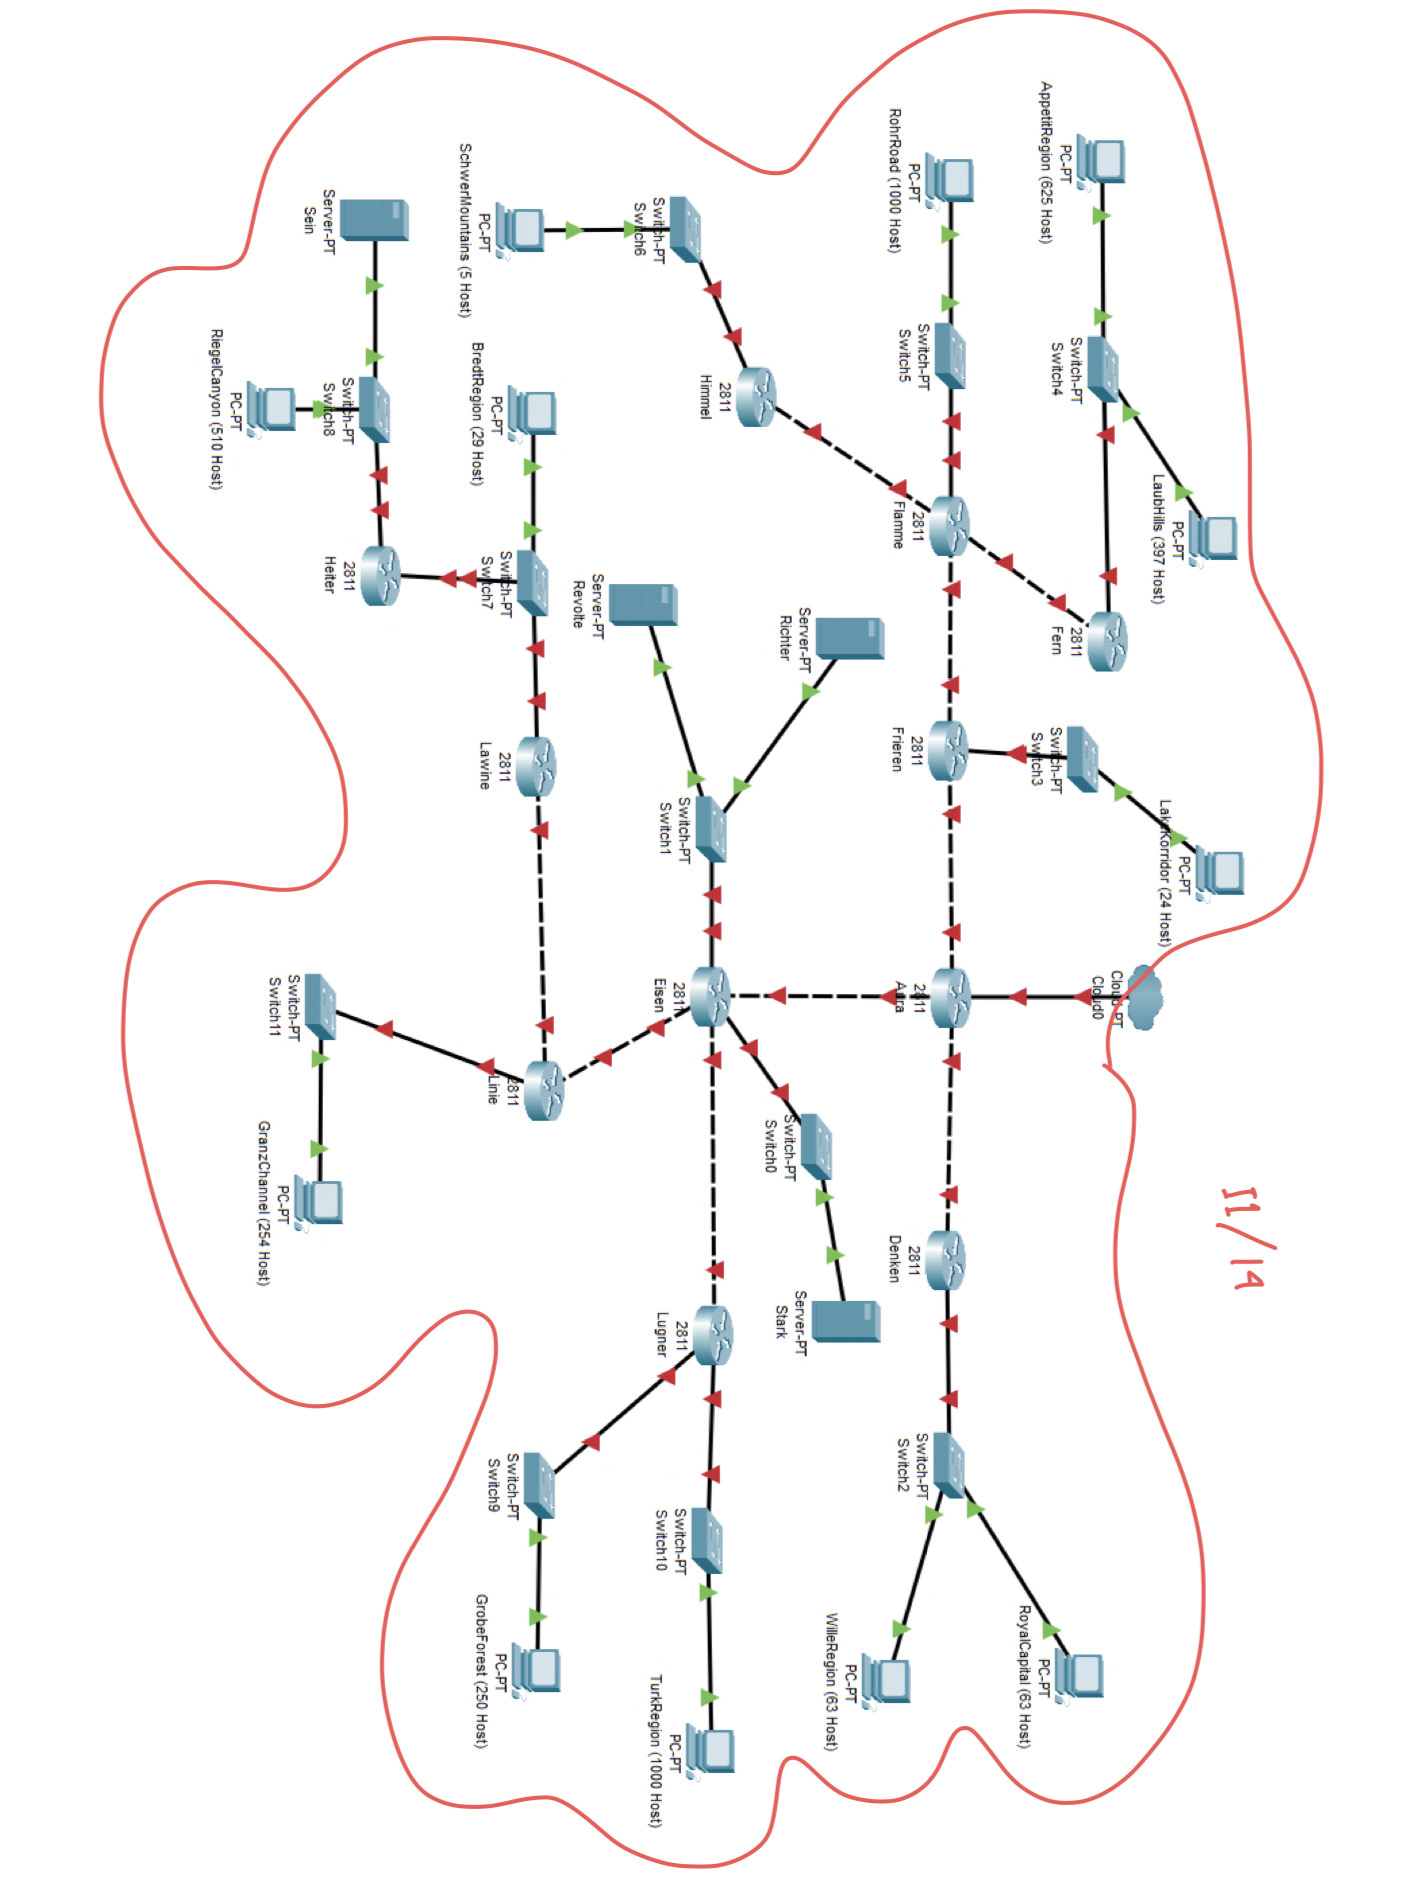 I1/19
PC-PT
LaubHills (397 Host)
PC-PT
LakeKorridor (24 Host)
Cloud-PT
Cloud0
PC-PT
AppetitRegion (625 Host)
Switch-PT
Switch4
2811
Fern
Switch-PT
Switch3
PC-PT
RoyalCapital (63 Host)
PC-PT
RohrRoad (1000 Host)
Switch-PT
Switch5
2811
Flamme
2811
Frieren
2811
Aura
2811
Denken
Switch-PT
Switch2
PC-PT
WilleRegion (63 Host)
Server-PT
Richter
Switch-PT
Switch0
Server-PT
Stark
2811
Himmel
Switch-PT
Switch6
Switch-PT
Switch1
2811
Eisen
2811
Lugner
Switch-PT
Switch10
PC-PT
TurkRegion (1000 Host)
Server-PT
Revolte
PC-PT
SchwerMountains (5 Host)
PC-PT
BredtRegion (29 Host)
Switch-PT
Switch7
2811
Lawine
2811
Linie
Switch-PT
Switch9
PC-PT
GrobeForest (250 Host)
Server-PT
Sein
Switch-PT
Switch8
2811
Heiter
PC-PT
RiegelCanyon (510 Host)
Switch-PT
Switch11
PC-PT
GranzChannel (254 Host)